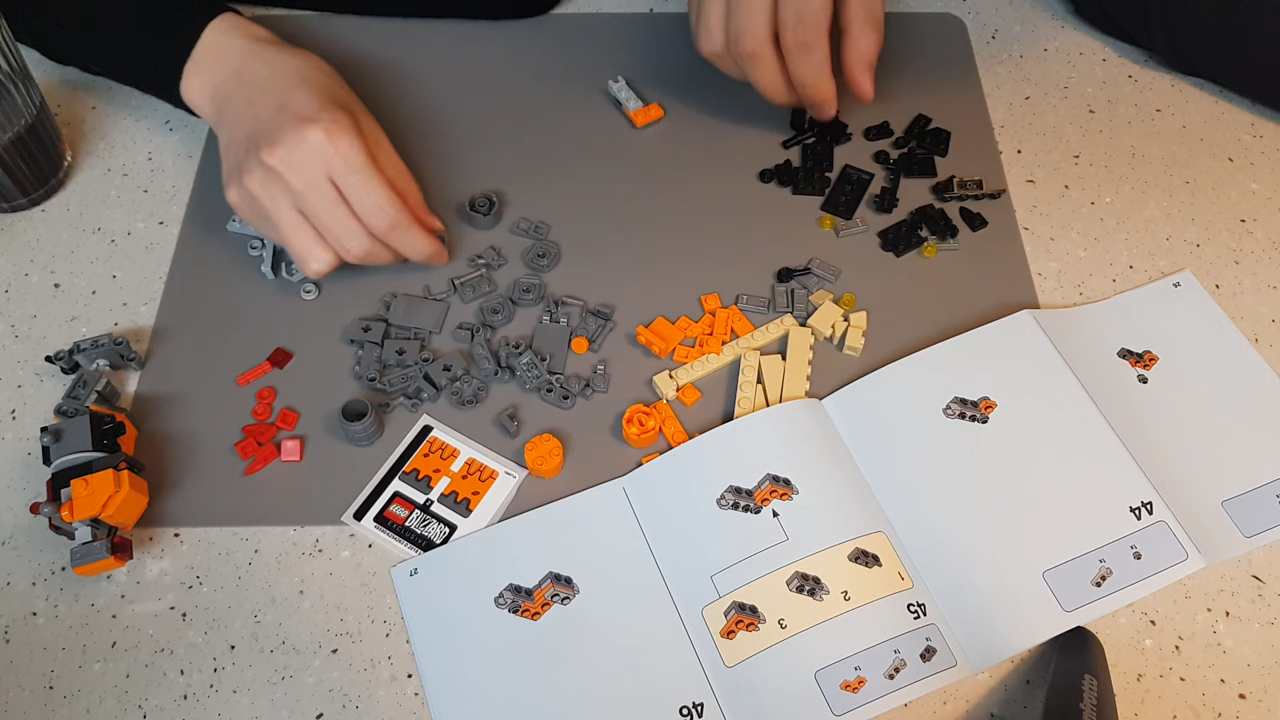 LEGO
BLIZZARD
EXCLUSIVE
27
46
3
2
1
45
1x
1x
1x
44
1x
1x
26